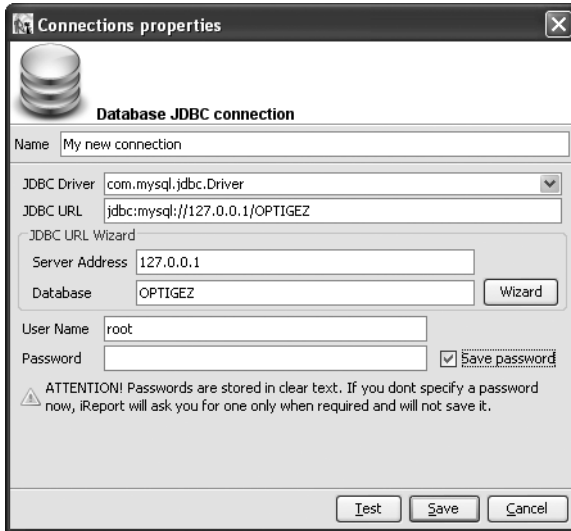 Connections properties
Database JDBC connection
Name My new connection
JDBC Driver com.mysql.jdbc.Driver
JDBC URL jdbc:mysql://127.0.0.1/OPTIGEZ
JDBC URL Wizard
Server Address 127.0.0.1
Database OPTIGEZ Wizard
User Name root
Password Save password
ATTENTION! Passwords are stored in clear text. If you dont specify a password
now, iReport will ask you for one only when required and will not save it.
Test Save Cancel